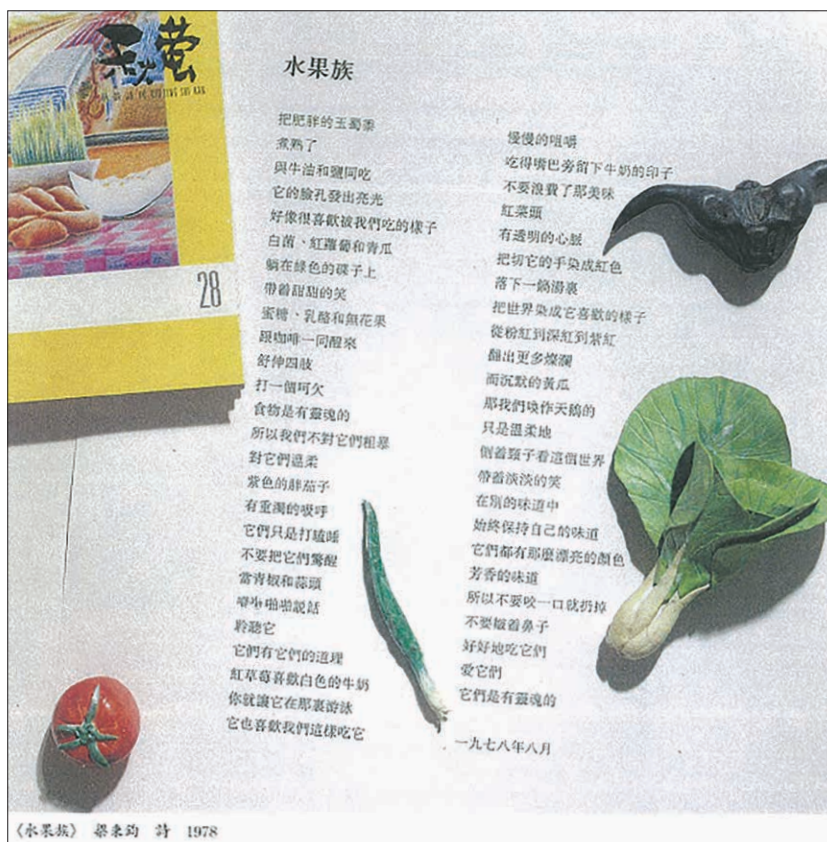 秋螢
28
水果族
把肥胖的玉蜀黍
煮熟了
與牛油和鹽同吃
它的臉孔發出亮光
好像很喜歡被我們吃的樣子
白菌、紅蘿蔔和青瓜
躺在綠色的碟子上
帶着甜甜的笑
蜜糖、乳酪和無花果
跟咖啡一同醒來
舒伸四肢
打一個呵欠
食物是有靈魂的
所以我們不對它們粗暴
對它們溫柔
紫色的胖茄子
有重濁的吸呼
它們只是打瞌睡
不要把它們驚醒
當青椒和蒜頭
啪啪說話
聆聽它
它們有它們的道理
紅草莓喜歡白色的牛奶
你就讓它在那裏游泳
它也喜歡我們這樣吃它
慢慢的咀嚼
吃得嘴巴旁留下牛奶的印子
不要浪費了那美味
紅菜頭
有透明的心脈
把切它的手染成紅色
落下一鍋湯裏
把世界染成它喜歡的樣子
從粉紅到深紅到紫紅
翻出更多燦爛
而沉默的黃瓜
那我們喚作天鵝的
只是溫柔地
側着頸子看這個世界
帶着淡淡的笑
在別的味道中
始終保持自己的味道
它們都有那麼漂亮的顏色
芳香的味道
所以不要咬一口就扔掉
不要皺着鼻子
好好地吃它們
愛它們
它們是有靈魂的
一九七八年八月
《水果族》 梁秉鈞 詩 1978